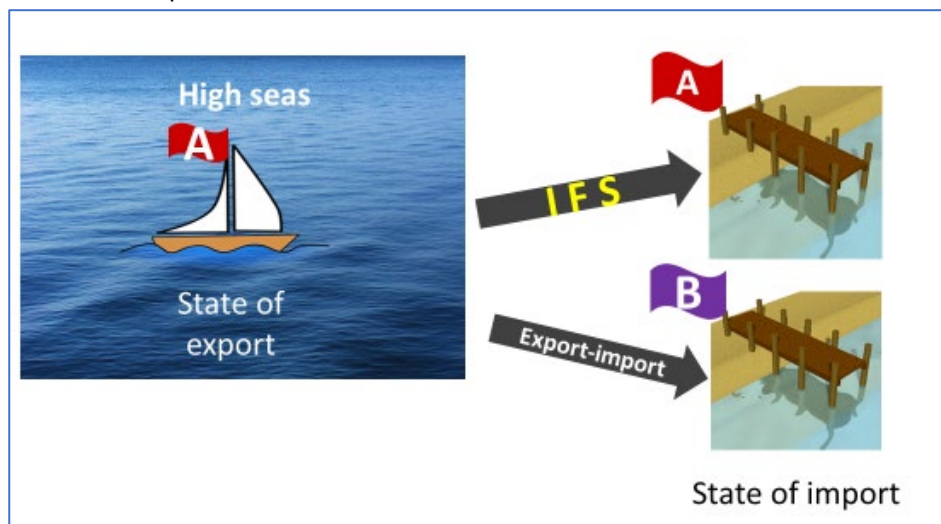 High seas
A
State of
export
I F S
A
Export-import
B
State of import